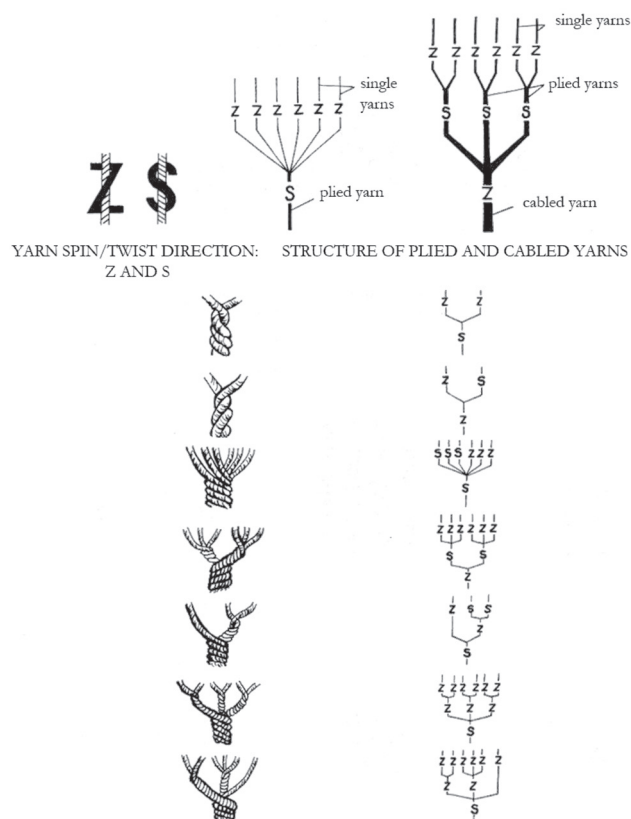 single yarns
Z Z Z Z Z Z
single
yarns
plied yarns
Z Z Z Z Z Z
S S S
Z S
S
plied yarn
Z
cabled yarn
YARN SPIN/TWIST DIRECTION:
Z AND S
STRUCTURE OF PLIED AND CABLED YARNS
Z Z
S
Z S
Z
S S S Z Z Z
S
Z Z Z Z Z Z
S S
Z
Z S S
Z
S
Z Z Z Z Z Z
Z Z Z
S
Z Z Z Z Z Z
Z Z
S